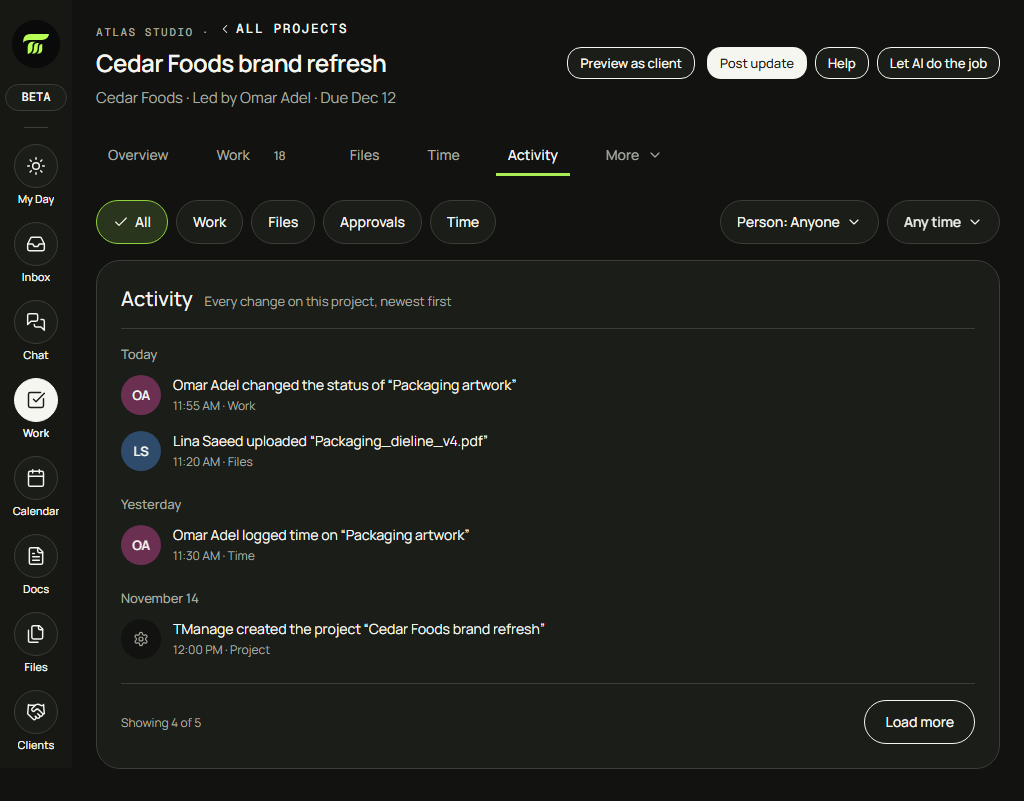 ATLAS STUDIO · < ALL PROJECTS
Cedar Foods brand refresh
Cedar Foods · Led by Omar Adel · Due Dec 12
Preview as client
Post update
Help
Let AI do the job
BETA
My Day
Inbox
Chat
Work
Calendar
Docs
Files
Clients
Overview
Work 18
Files
Time
Activity
More
All
Work
Files
Approvals
Time
Person: Anyone
Any time
Activity Every change on this project, newest first
Today
OA
Omar Adel changed the status of “Packaging artwork”
11:55 AM · Work
LS
Lina Saeed uploaded “Packaging_dieline_v4.pdf”
11:20 AM · Files
Yesterday
OA
Omar Adel logged time on “Packaging artwork”
11:30 AM · Time
November 14
TManage created the project “Cedar Foods brand refresh”
12:00 PM · Project
Showing 4 of 5
Load more